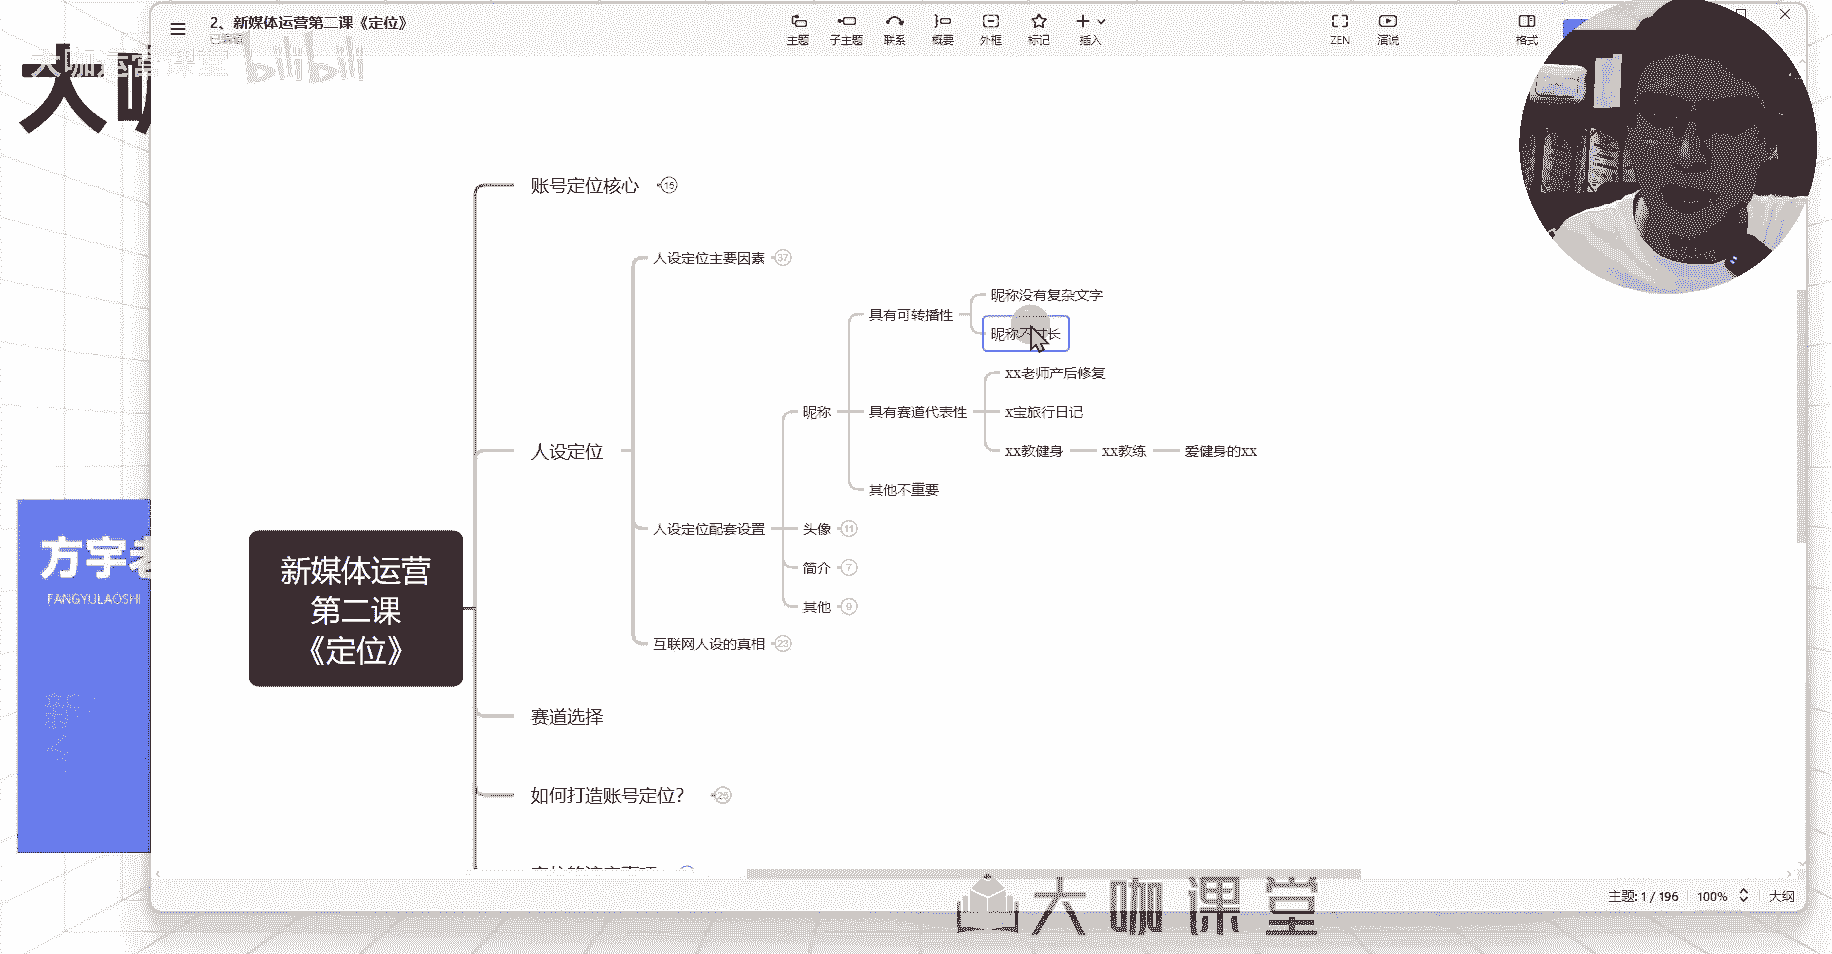 2、新媒体运营第二课《定位》
已编辑
主题
子主题
联系
概要
外框
标记
插入
ZEN
演说
格式
大咖运营课堂
bilibili
大咖
账号定位核心
15
人设定位主要因素
37
昵称没有复杂文字
具有可转播性
xx老师产后修复
昵称
具有赛道代表性
x宝旅行日记
人设定位
xx教健身
xx教练
爱健身的xx
其他不重要
人设定位配套设置
头像
11
简介
7
其他
9
互联网人设的真相
23
新媒体运营
第二课
《定位》
方宇老
FANGYULAOSHI
赛道选择
如何打造账号定位?
主题: 1 / 196
100%
大纲
大咖课堂